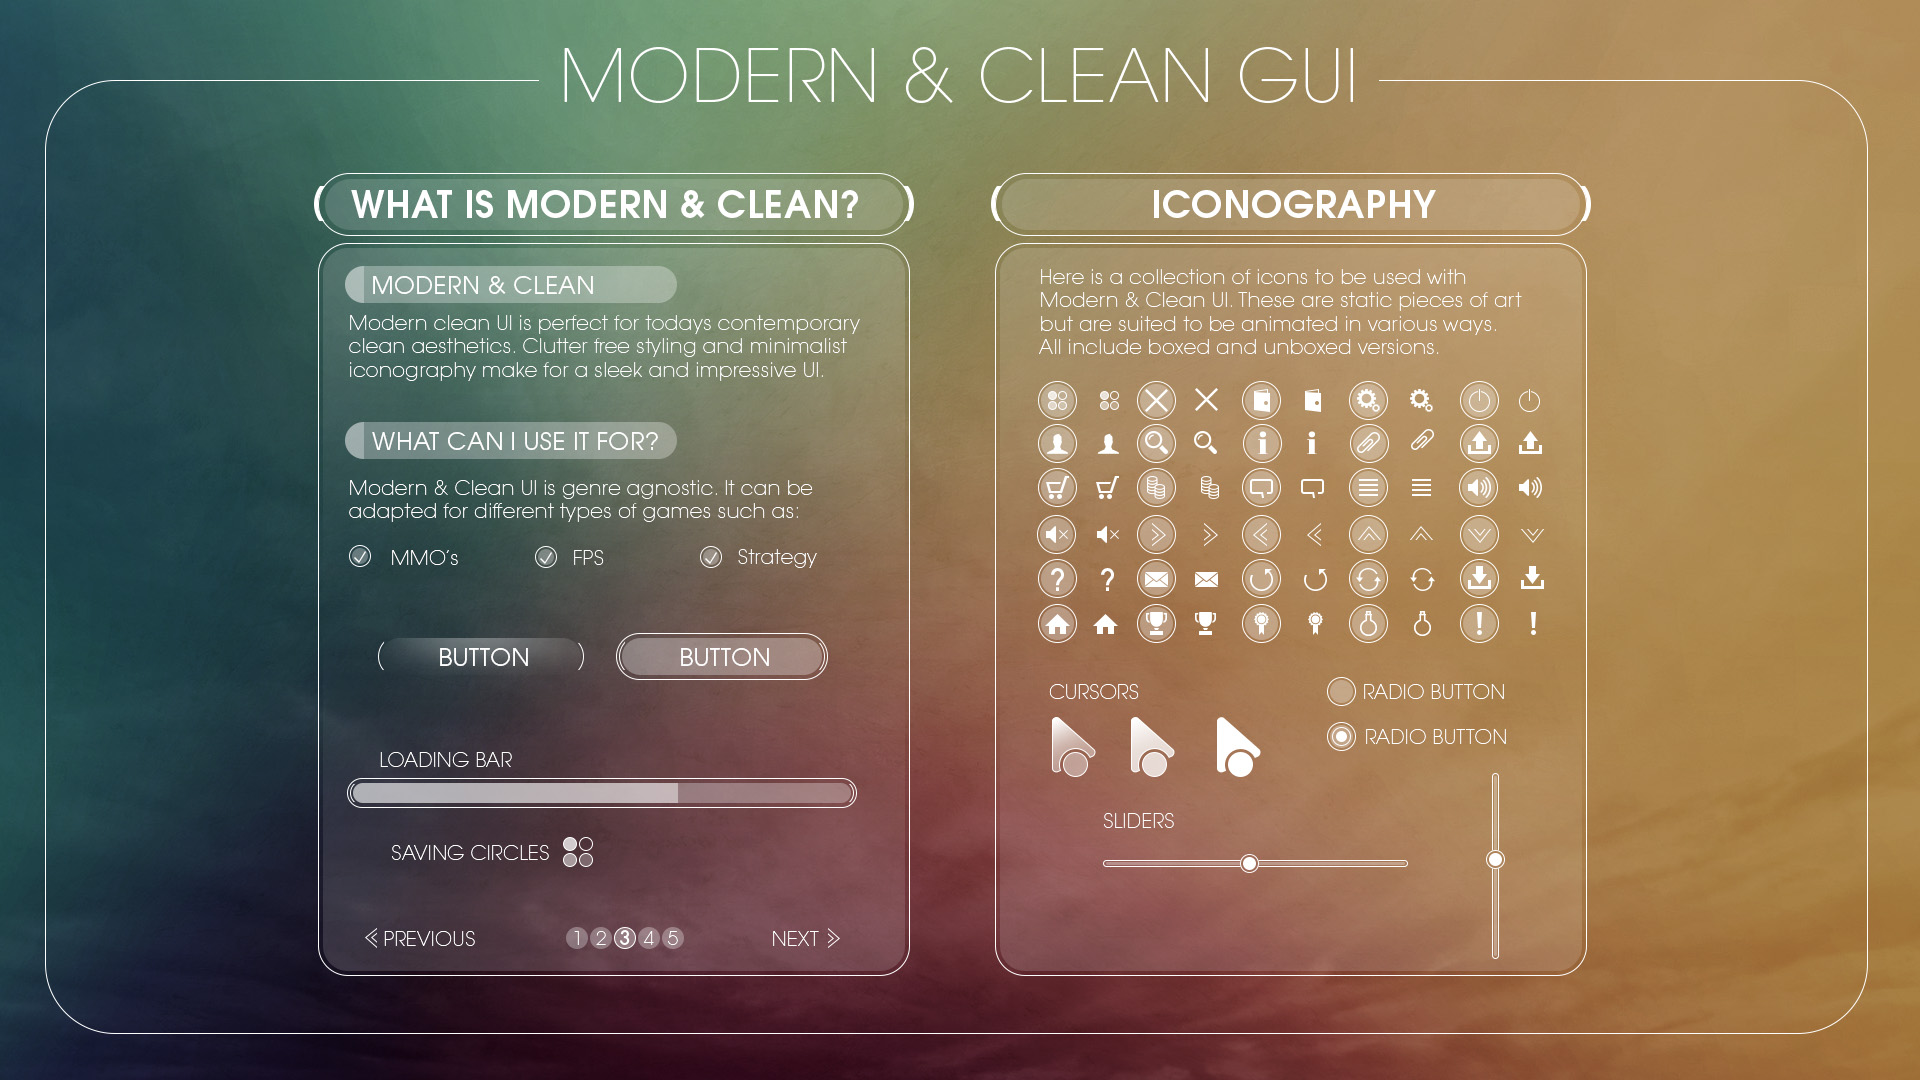 MODERN & CLEAN GUI
WHAT IS MODERN & CLEAN?
MODERN & CLEAN
Modern clean UI is perfect for todays contemporary
clean aesthetics. Clutter free styling and minimalist
iconography make for a sleek and impressive UI.
WHAT CAN I USE IT FOR?
Modern & Clean UI is genre agnostic. It can be
adapted for different types of games such as:
MMO's FPS Strategy
BUTTON BUTTON
LOADING BAR
SAVING CIRCLES
PREVIOUS 1 2 3 4 5 NEXT
ICONOGRAPHY
Here is a collection of icons to be used with
Modern & Clean UI. These are static pieces of art
but are suited to be animated in various ways.
All include boxed and unboxed versions.
CURSORS
RADIO BUTTON
RADIO BUTTON
SLIDERS